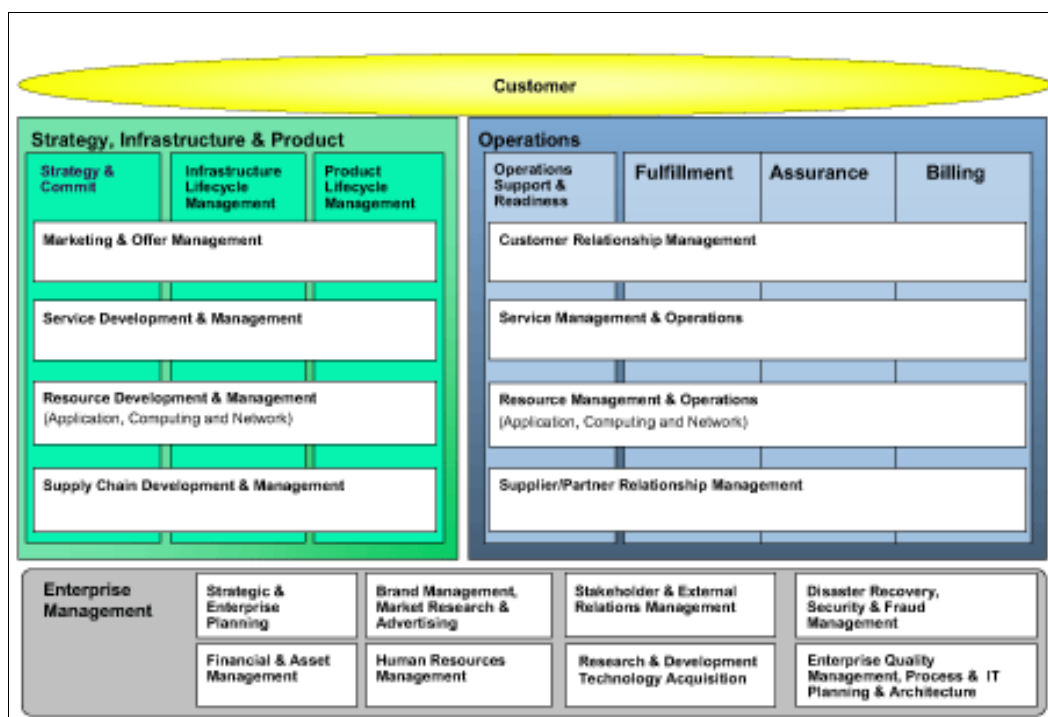 Customer
Strategy, Infrastructure & Product
Strategy &
Commit
Infrastructure
Lifecycle
Management
Product
Lifecycle
Management
Marketing & Offer Management
Service Development & Management
Resource Development & Management
(Application, Computing and Network)
Supply Chain Development & Management
Operations
Operations
Support &
Readiness
Fulfillment
Assurance
Billing
Customer Relationship Management
Service Management & Operations
Resource Management & Operations
(Application, Computing and Network)
Supplier/Partner Relationship Management
Enterprise
Management
Strategic &
Enterprise
Planning
Brand Management,
Market Research &
Advertising
Stakeholder & External
Relations Management
Disaster Recovery,
Security & Fraud
Management
Financial & Asset
Management
Human Resources
Management
Research & Development
Technology Acquisition
Enterprise Quality
Management, Process & IT
Planning & Architecture